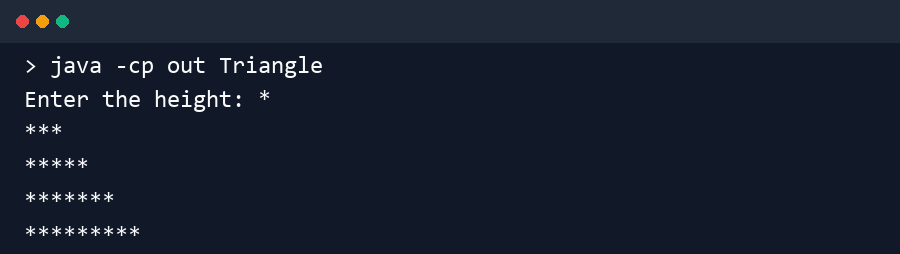 > java -cp out Triangle
Enter the height: *
***
*****
*******
*********